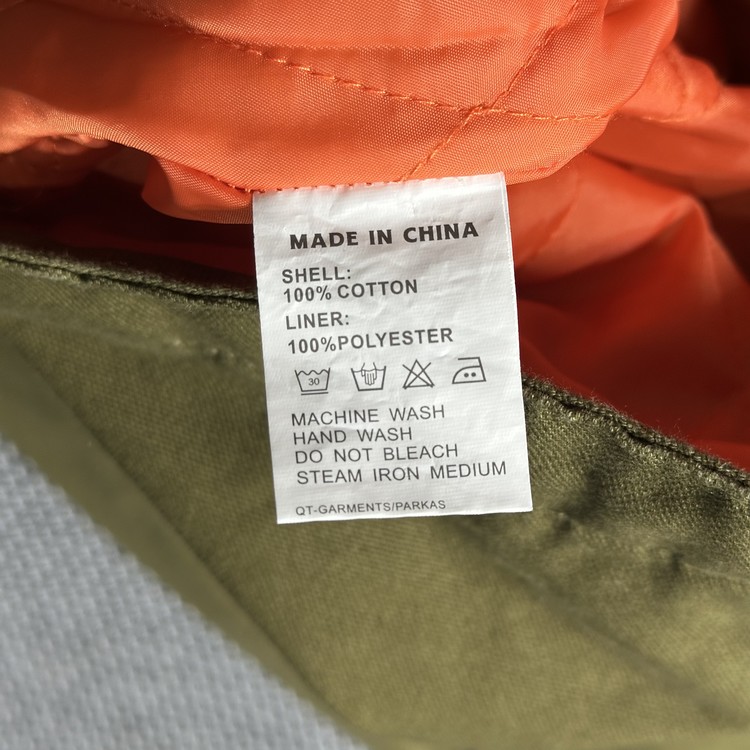 MADE IN CHINA
SHELL:
100% COTTON
LINER:
100%POLYESTER
30
MACHINE WASH
HAND WASH
DO NOT BLEACH
STEAM IRON MEDIUM
QT-GARMENTS/PARKAS